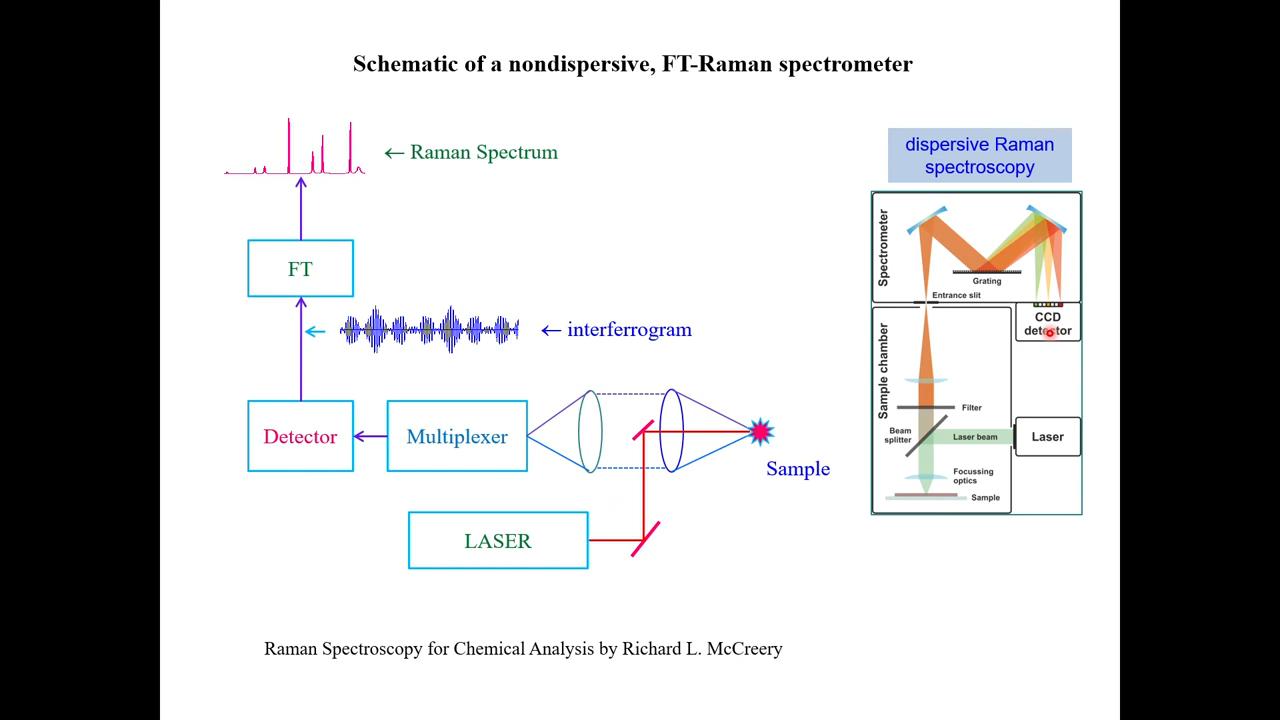 Schematic of a nondispersive, FT-Raman spectrometer
← Raman Spectrum
FT
← interferrogram
Detector
Multiplexer
Sample
LASER
Raman Spectroscopy for Chemical Analysis by Richard L. McCreery
dispersive Raman
spectroscopy
Spectrometer
Grating
Entrance slit
CCD
detector
Sample chamber
Filter
Beam
splitter
Laser beam
Laser
Focussing
optics
Sample